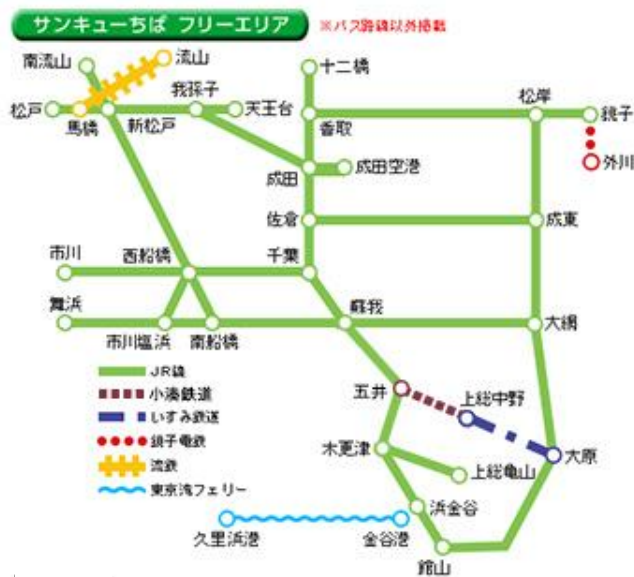 サンキューちば フリーエリア
※バス路線以外搭載
南流山
流山
十二橋
我孫子
松岸
松戸
天王台
銚子
馬橋
新松戸
香取
外川
成田
成田空港
佐倉
成東
市川
西船橋
千葉
舞浜
蘇我
大網
市川塩浜
南船橋
JR線
五井
上総中野
小湊鉄道
いすみ鉄道
銚子電鉄
木更津
大原
流鉄
上総亀山
東京湾フェリー
浜金谷
久里浜港
金谷港
館山